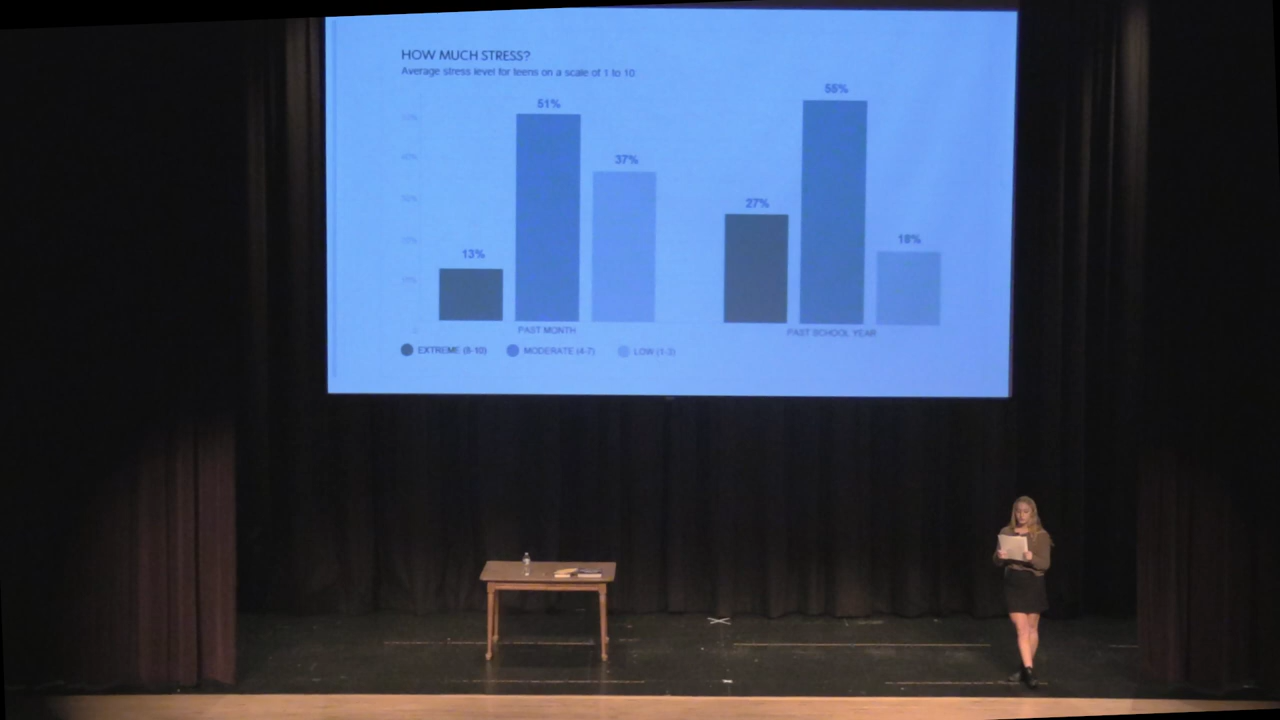 HOW MUCH STRESS?
Average stress level for teens on a scale of 1 to 10
51%
55%
37%
27%
13%
18%
PAST MONTH
PAST SCHOOL YEAR
EXTREME (8-10)
MODERATE (4-7)
LOW (1-3)